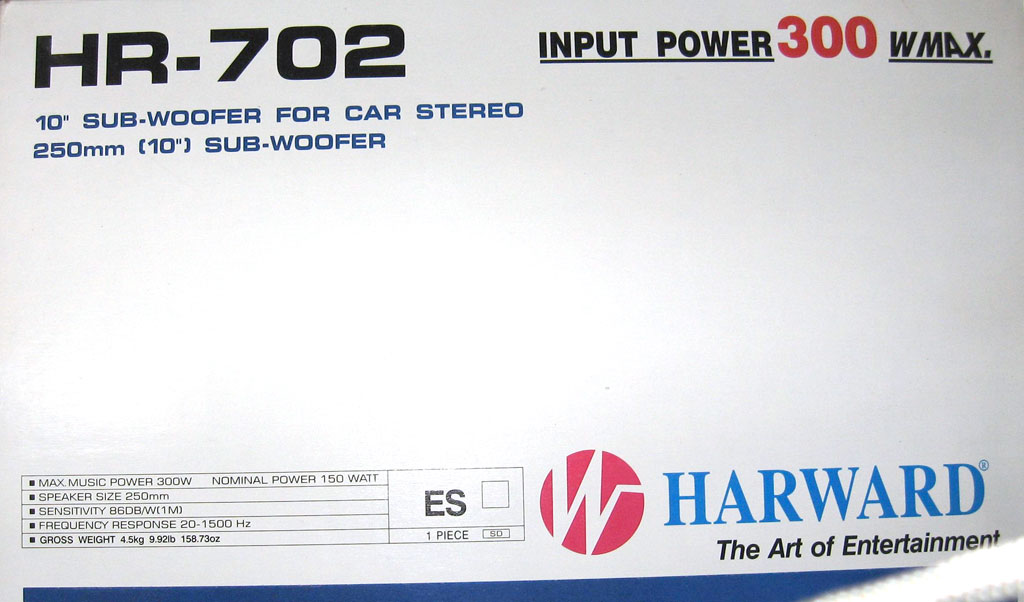 HR-702
INPUT POWER 300 WMAX.
10" SUB-WOOFER FOR CAR STEREO
250mm (10") SUB-WOOFER
■ MAX. MUSIC POWER 300W NOMINAL POWER 150 WATT
■ SPEAKER SIZE 250mm
■ SENSITIVITY 86DB/W(1M)
■ FREQUENCY RESPONSE 20-1500 Hz
■ GROSS WEIGHT 4.5kg 9.92lb 158.73oz
ES
1 PIECE SD
HARWARD®
The Art of Entertainment